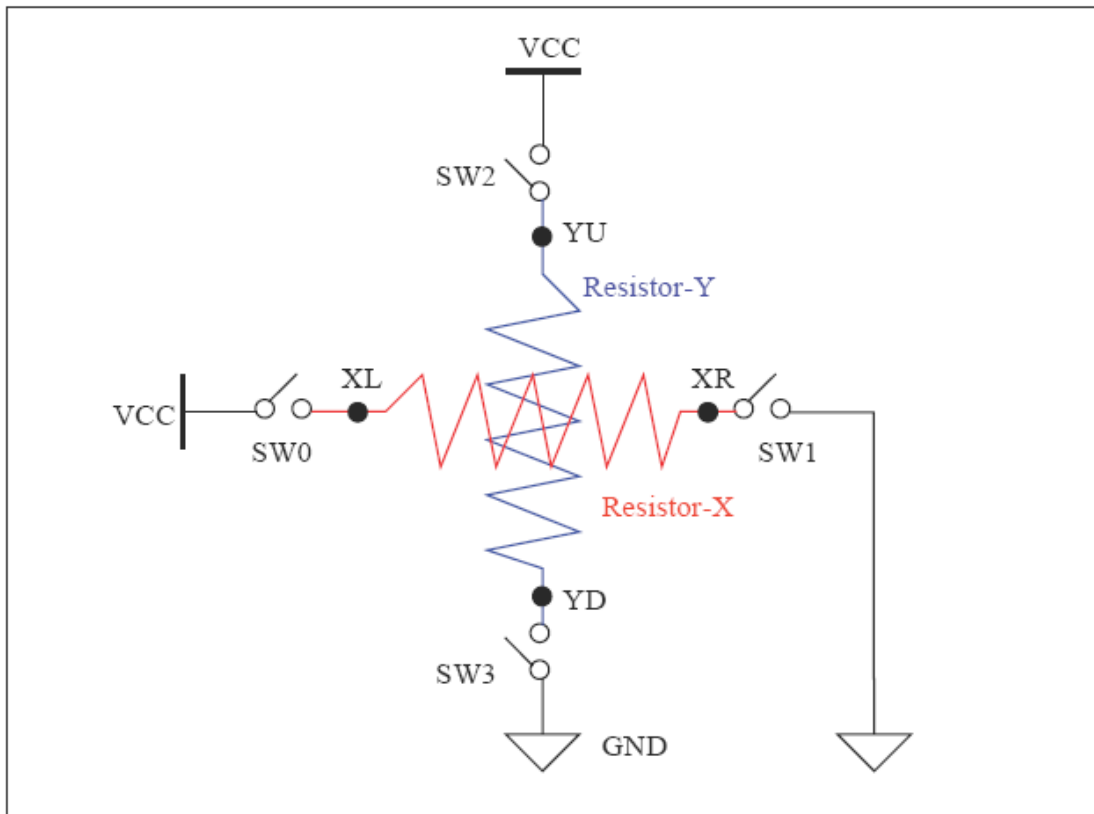 VCC
SW2
YU
Resistor-Y
XL
XR
VCC
SW0
SW1
Resistor-X
YD
SW3
GND